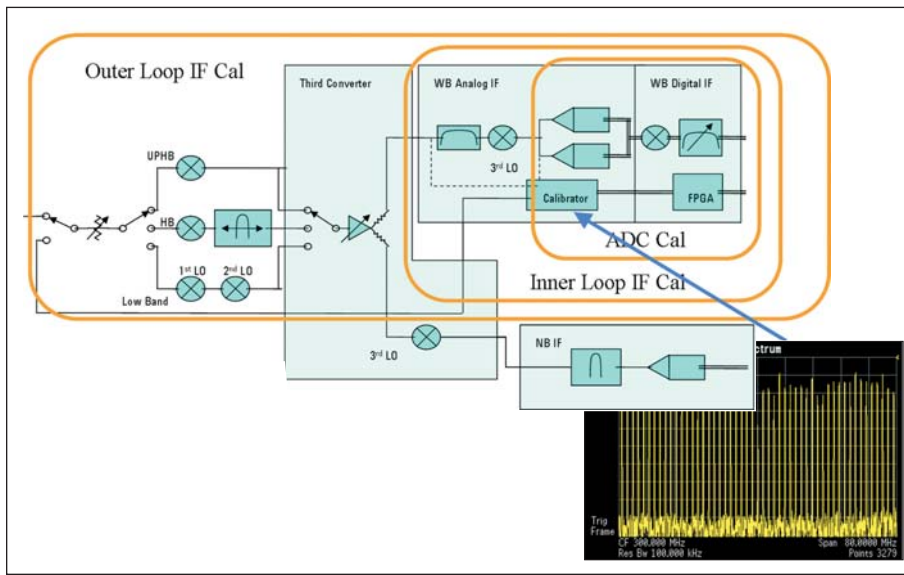 Outer Loop IF Cal
Third Converter
WB Analog IF
WB Digital IF
UPHB
3rd LO
HB
Calibrator
FPGA
ADC Cal
1st LO
2nd LO
Inner Loop IF Cal
Low Band
3rd LO
NB IF
ctrum
Trig
Frame
CF 300.000 MHz
Span 80.0000 MHz
Res Bw 100.000 kHz
Points 3279